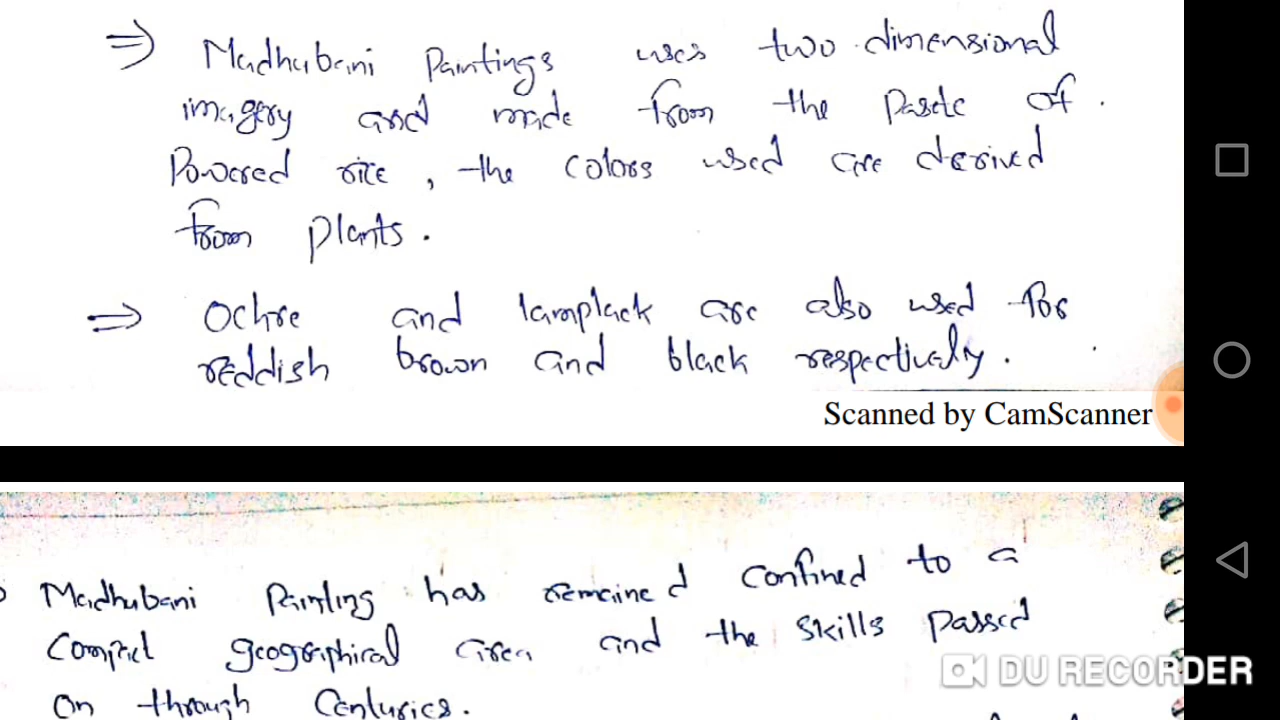 ⇒ Madhubani Paintings uses two dimensional
imagery and made from the Paste of
Powered rice, the colors used are derived
from plants.
⇒ Ochre and lamplack are also used for
reddish brown and black respectively.
Scanned by CamScanner
Madhubani Painting has remained confined to a
Compact geographical area and the skills passed
DU RECORDER
on through Centuries.